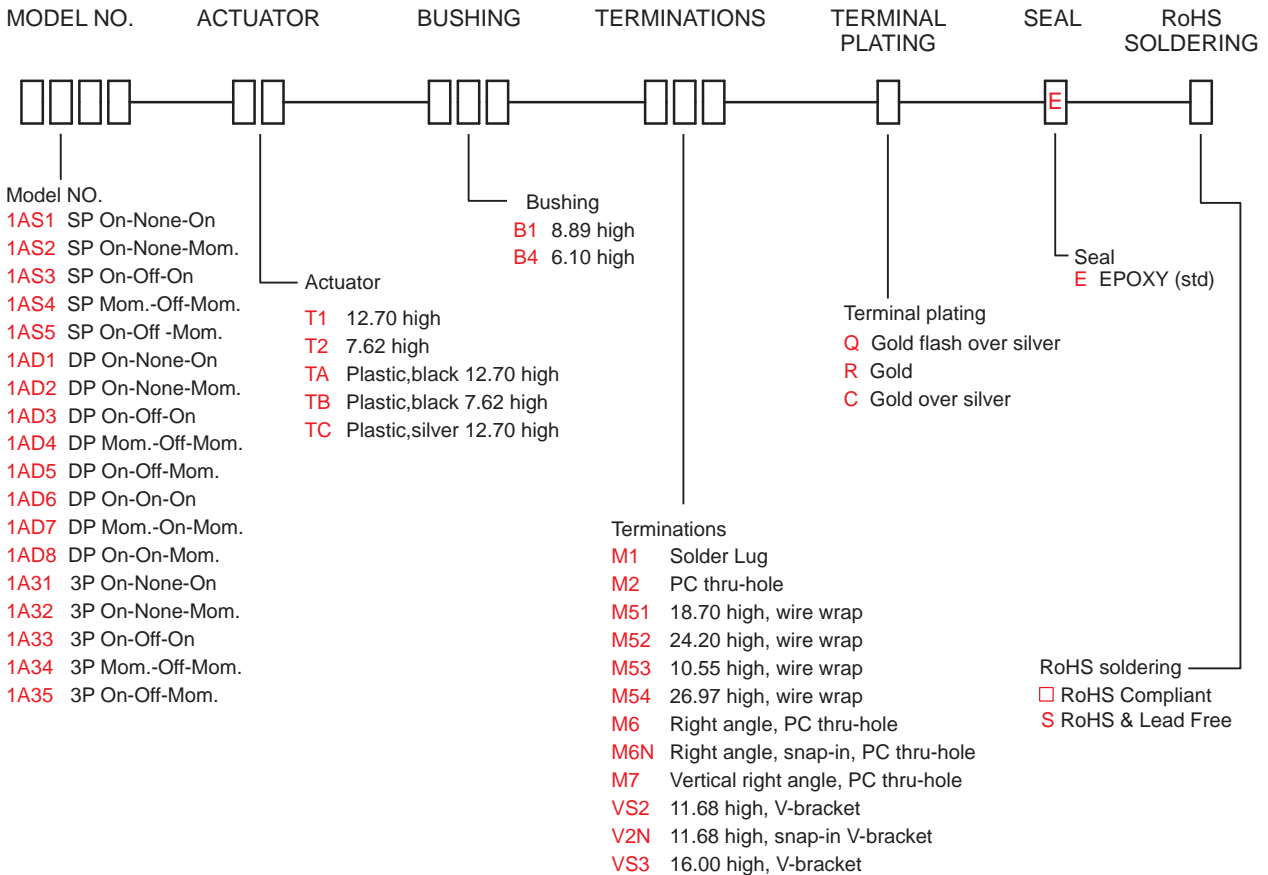 MODEL NO.
ACTUATOR
BUSHING
TERMINATIONS
TERMINAL
PLATING
SEAL
RoHS
SOLDERING
E
Model NO.
1AS1 SP On-None-On
1AS2 SP On-None-Mom.
1AS3 SP On-Off-On
1AS4 SP Mom.-Off-Mom.
1AS5 SP On-Off -Mom.
1AD1 DP On-None-On
1AD2 DP On-None-Mom.
1AD3 DP On-Off-On
1AD4 DP Mom.-Off-Mom.
1AD5 DP On-Off-Mom.
1AD6 DP On-On-On
1AD7 DP Mom.-On-Mom.
1AD8 DP On-On-Mom.
1A31 3P On-None-On
1A32 3P On-None-Mom.
1A33 3P On-Off-On
1A34 3P Mom.-Off-Mom.
1A35 3P On-Off-Mom.
Actuator
T1 12.70 high
T2 7.62 high
TA Plastic,black 12.70 high
TB Plastic,black 7.62 high
TC Plastic,silver 12.70 high
Bushing
B1 8.89 high
B4 6.10 high
Terminations
M1 Solder Lug
M2 PC thru-hole
M51 18.70 high, wire wrap
M52 24.20 high, wire wrap
M53 10.55 high, wire wrap
M54 26.97 high, wire wrap
M6 Right angle, PC thru-hole
M6N Right angle, snap-in, PC thru-hole
M7 Vertical right angle, PC thru-hole
VS2 11.68 high, V-bracket
V2N 11.68 high, snap-in V-bracket
VS3 16.00 high, V-bracket
Terminal plating
Q Gold flash over silver
R Gold
C Gold over silver
Seal
E EPOXY (std)
RoHS soldering
□ RoHS Compliant
S RoHS & Lead Free